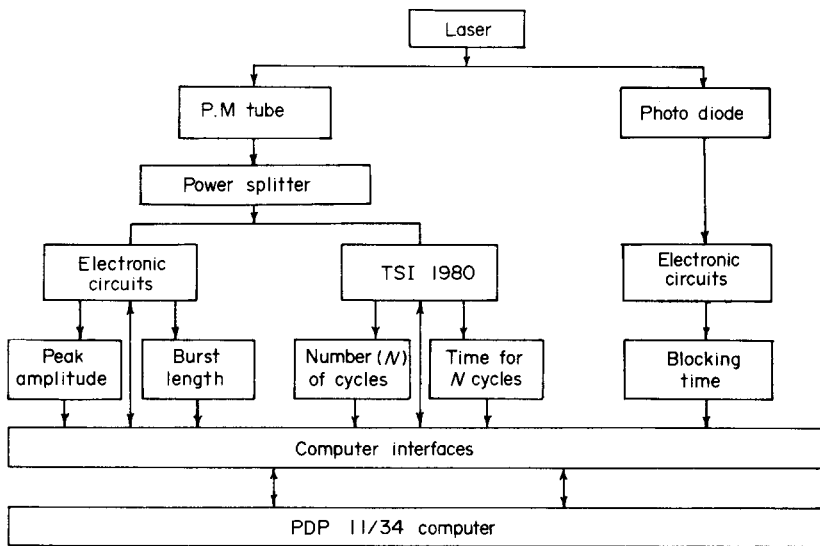 Laser
P.M tube
Photo diode
Power splitter
Electronic
circuits
TSI 1980
Electronic
circuits
Peak
amplitude
Burst
length
Number (N)
of cycles
Time for
N cycles
Blocking
time
Computer interfaces
PDP 11/34 computer